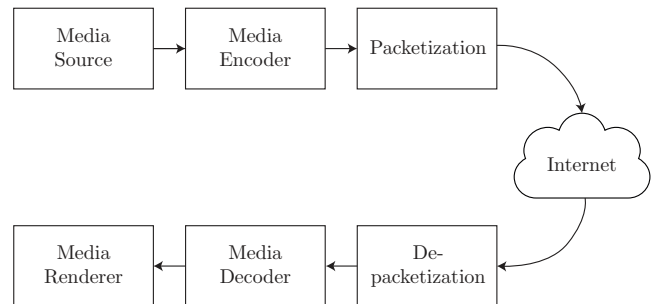 Media
Source
Media
Encoder
Packetization
Internet
Media
Renderer
Media
Decoder
De-
packetization